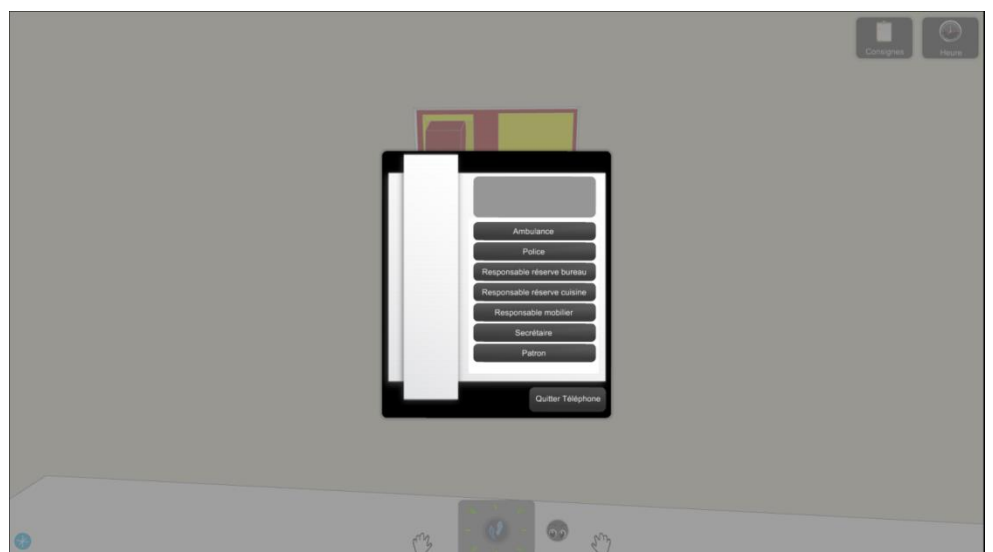 Consignes
Heure
Ambulance
Police
Responsable réserve bureau
Responsable réserve cuisine
Responsable mobilier
Secrétaire
Patron
Quitter Téléphone